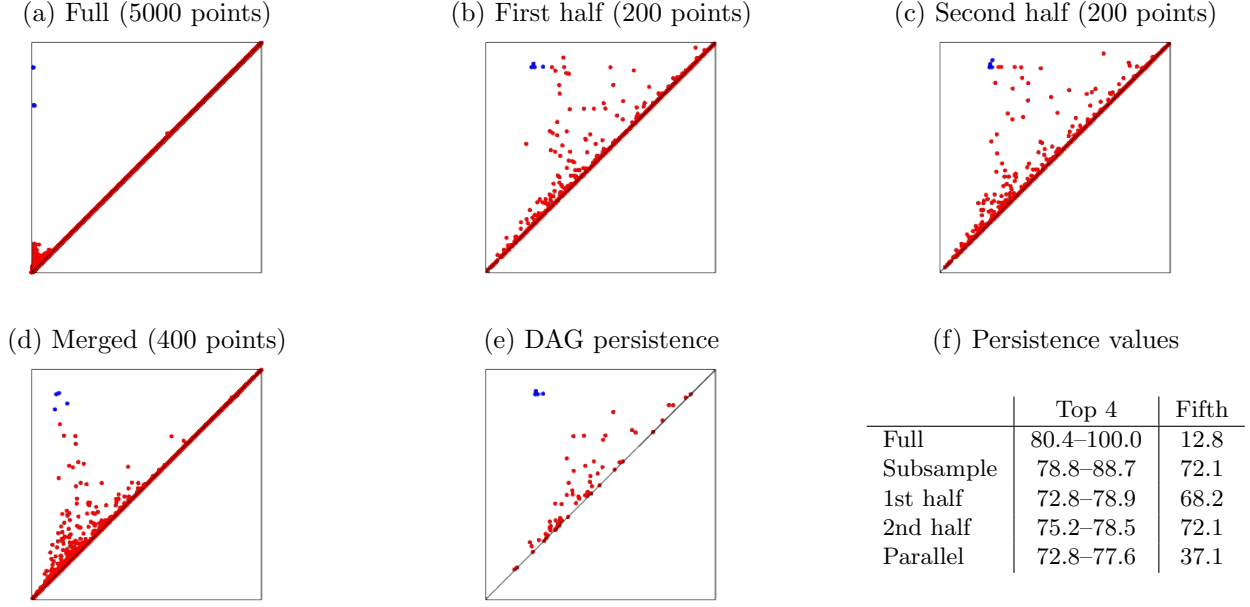 (a) Full (5000 points)
(b) First half (200 points)
(c) Second half (200 points)
(d) Merged (400 points)
(e) DAG persistence
(f) Persistence values
Top 4 Fifth
Full 80.4–100.0 12.8
Subsample 78.8–88.7 72.1
1st half 72.8–78.9 68.2
2nd half 75.2–78.5 72.1
Parallel 72.8–77.6 37.1